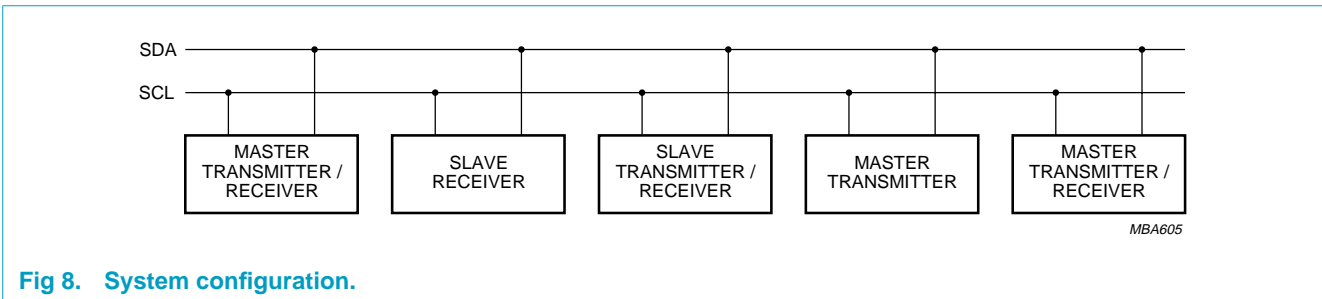 SDA
SCL
MASTER
TRANSMITTER /
RECEIVER
SLAVE
RECEIVER
SLAVE
TRANSMITTER /
RECEIVER
MASTER
TRANSMITTER
MASTER
TRANSMITTER /
RECEIVER
MBA605
Fig 8. System configuration.